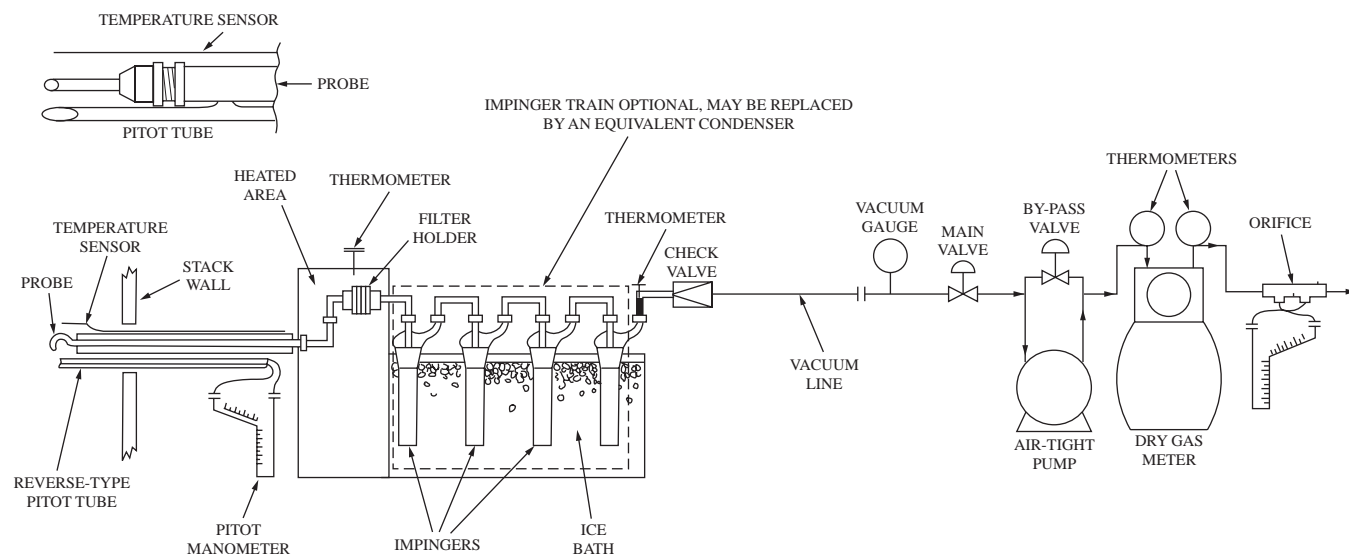 TEMPERATURE SENSOR
PROBE
PITOT TUBE
IMPINGER TRAIN OPTIONAL, MAY BE REPLACED
BY AN EQUIVALENT CONDENSER
HEATED
AREA
THERMOMETER
FILTER
HOLDER
TEMPERATURE
SENSOR
STACK
WALL
PROBE
REVERSE-TYPE
PITOT TUBE
PITOT
MANOMETER
IMPINGERS
ICE
BATH
THERMOMETER
CHECK
VALVE
VACUUM
LINE
VACUUM
GAUGE
MAIN
VALVE
BY-PASS
VALVE
THERMOMETERS
ORIFICE
AIR-TIGHT
PUMP
DRY GAS
METER